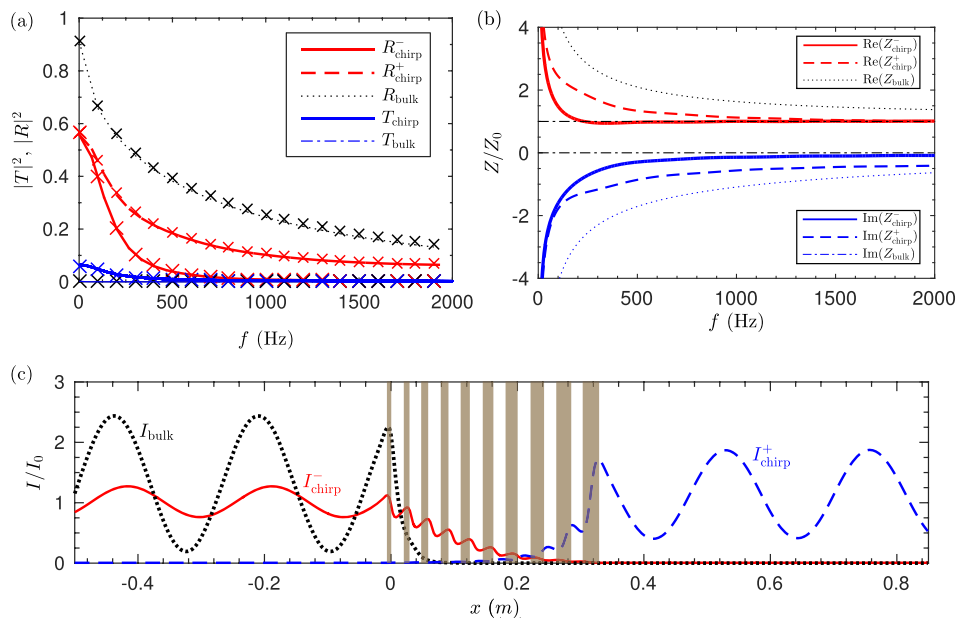 (a)
|T|², |R|²
1
0.8
0.6
0.4
0.2
0
0 500 1000 1500 2000
f (Hz)
R⁻chirp
R⁺chirp
Rbulk
Tchirp
Tbulk
(b)
Z/Z₀
4
2
0
-2
-4
0 500 1000 1500 2000
f (Hz)
Re(Z⁻chirp)
Re(Z⁺chirp)
Re(Zbulk)
Im(Z⁻chirp)
Im(Z⁺chirp)
Im(Zbulk)
(c)
I/I₀
3
2
1
0
Ibulk
I⁻chirp
I⁺chirp
-0.4 -0.2 0 0.2 0.4 0.6 0.8
x (m)